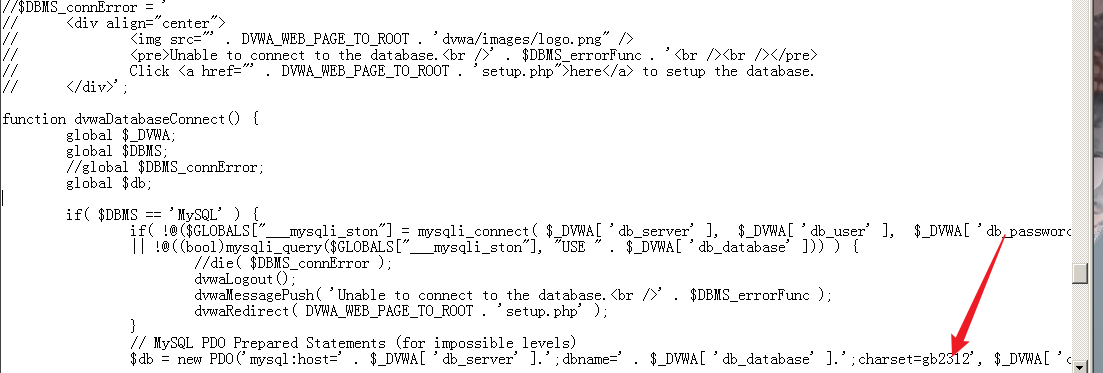 //$DBMS_connError = '
//	<div align="center">
//		<img src="' . DVWA_WEB_PAGE_TO_ROOT . 'dvwa/images/logo.png" />
//		<pre>Unable to connect to the database.<br />' . $DBMS_errorFunc . '<br /><br /></pre>
//		Click <a href="' . DVWA_WEB_PAGE_TO_ROOT . 'setup.php">here</a> to setup the database.
//	</div>';
function dvwaDatabaseConnect() {
	global $_DVWA;
	global $DBMS;
	//global $DBMS_connError;
	global $db;
	if( $DBMS == 'MySQL' ) {
		if( !@($GLOBALS["___mysqli_ston"] = mysqli_connect( $_DVWA[ 'db_server' ],  $_DVWA[ 'db_user' ],  $_DVWA[ 'db_password
		|| !@((bool)mysqli_query($GLOBALS["___mysqli_ston"], "USE " . $_DVWA[ 'db_database' ])) ) {
			//die( $DBMS_connError );
			dvwaLogout();
			dvwaMessagePush( 'Unable to connect to the database.<br />' . $DBMS_errorFunc );
			dvwaRedirect( DVWA_WEB_PAGE_TO_ROOT . 'setup.php' );
		}
		// MySQL PDO Prepared Statements (for impossible levels)
		$db = new PDO('mysql:host=' . $_DVWA[ 'db_server' ].';dbname=' . $_DVWA[ 'db_database' ].';charset=gb2312', $_DVWA[ '